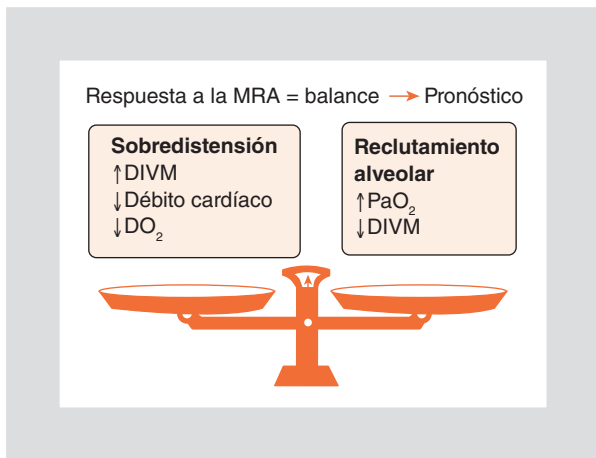 Respuesta a la MRA = balance → Pronóstico
Sobredistensión
↑DIVM
↓Débito cardíaco
↓DO₂
Reclutamiento
alveolar
↑PaO₂
↓DIVM